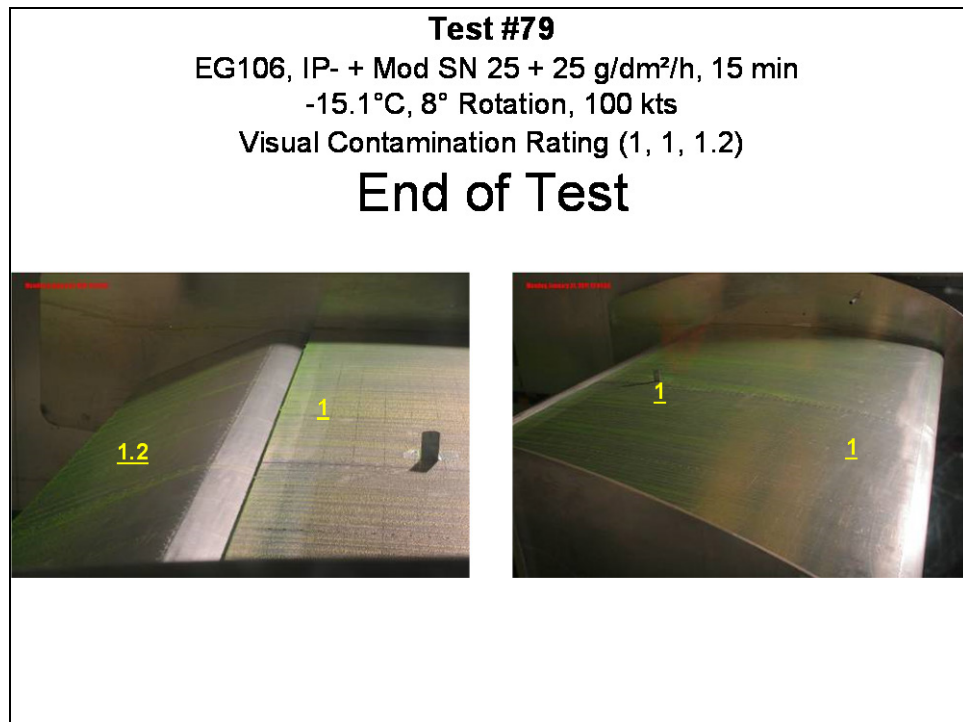 Test #79
EG106, IP- + Mod SN 25 + 25 g/dm²/h, 15 min
-15.1°C, 8° Rotation, 100 kts
Visual Contamination Rating (1, 1, 1.2)
End of Test
1.2
1
1
1